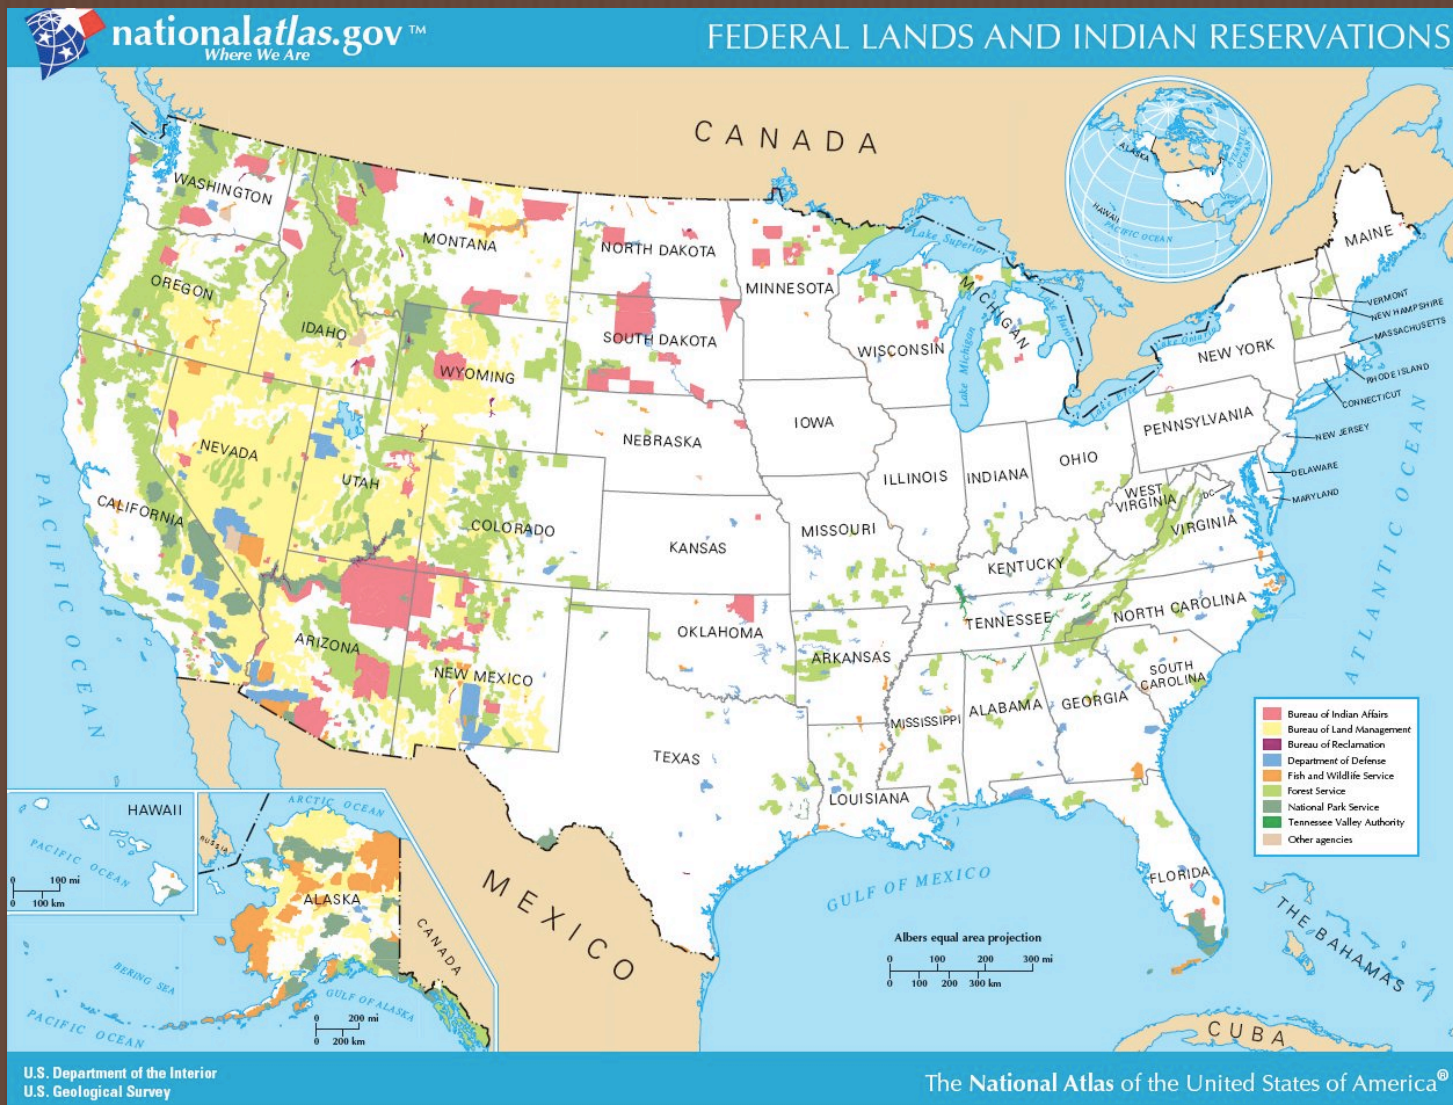 nationalatlas.gov ™
Where We Are
FEDERAL LANDS AND INDIAN RESERVATIONS
CANADA
ALASKA
HAWAII
PACIFIC OCEAN
ATLANTIC OCEAN
WASHINGTON
OREGON
IDAHO
MONTANA
NORTH DAKOTA
SOUTH DAKOTA
MINNESOTA
WISCONSIN
MICHIGAN
Lake Superior
Lake Michigan
Lake Huron
Lake Erie
Lake Ontario
MAINE
VERMONT
NEW HAMPSHIRE
MASSACHUSETTS
RHODE ISLAND
CONNECTICUT
NEW YORK
PENNSYLVANIA
NEW JERSEY
DELAWARE
MARYLAND
DC
WYOMING
NEBRASKA
IOWA
ILLINOIS
INDIANA
OHIO
WEST
VIRGINIA
VIRGINIA
NEVADA
UTAH
CALIFORNIA
COLORADO
KANSAS
MISSOURI
KENTUCKY
TENNESSEE
NORTH CAROLINA
SOUTH
CAROLINA
ARIZONA
NEW MEXICO
OKLAHOMA
ARKANSAS
MISSISSIPPI
ALABAMA
GEORGIA
TEXAS
LOUISIANA
FLORIDA
PACIFIC OCEAN
ATLANTIC OCEAN
GULF OF MEXICO
MEXICO
THE BAHAMAS
CUBA
Bureau of Indian Affairs
Bureau of Land Management
Bureau of Reclamation
Department of Defense
Fish and Wildlife Service
Forest Service
National Park Service
Tennessee Valley Authority
Other agencies
HAWAII
PACIFIC OCEAN
0 100 mi
0 100 km
ARCTIC OCEAN
RUSSIA
ALASKA
CANADA
BERING SEA
GULF OF ALASKA
PACIFIC OCEAN
0 200 mi
0 200 km
Albers equal area projection
0 100 200 300 mi
0 100 200 300 km
U.S. Department of the Interior
U.S. Geological Survey
The National Atlas of the United States of America®